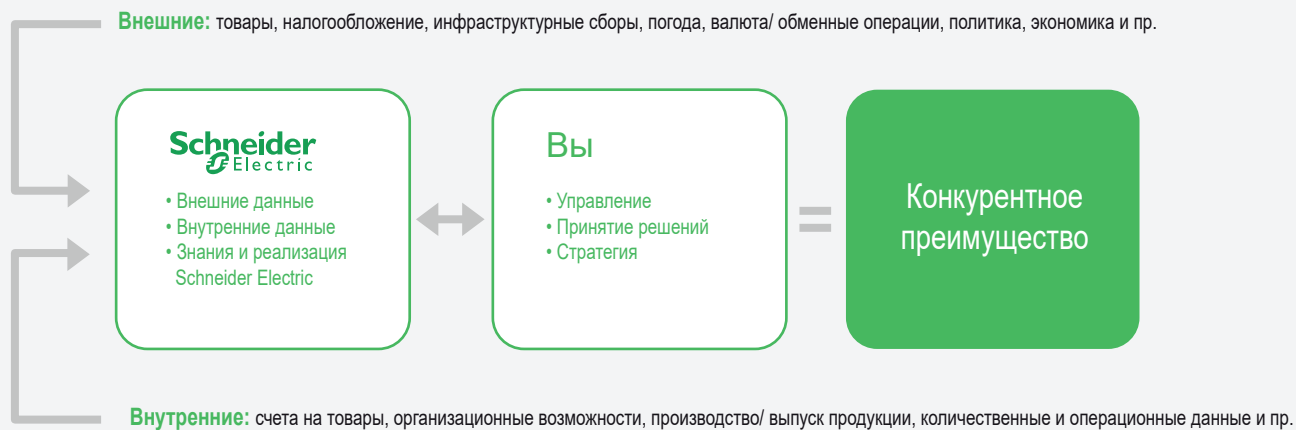 Внешние: товары, налогообложение, инфраструктурные сборы, погода, валюта/ обменные операции, политика, экономика и пр.
Schneider
Electric
• Внешние данные
• Внутренние данные
• Знания и реализация
Schneider Electric
Вы
• Управление
• Принятие решений
• Стратегия
=
Конкурентное
преимущество
Внутренние: счета на товары, организационные возможности, производство/ выпуск продукции, количественные и операционные данные и пр.